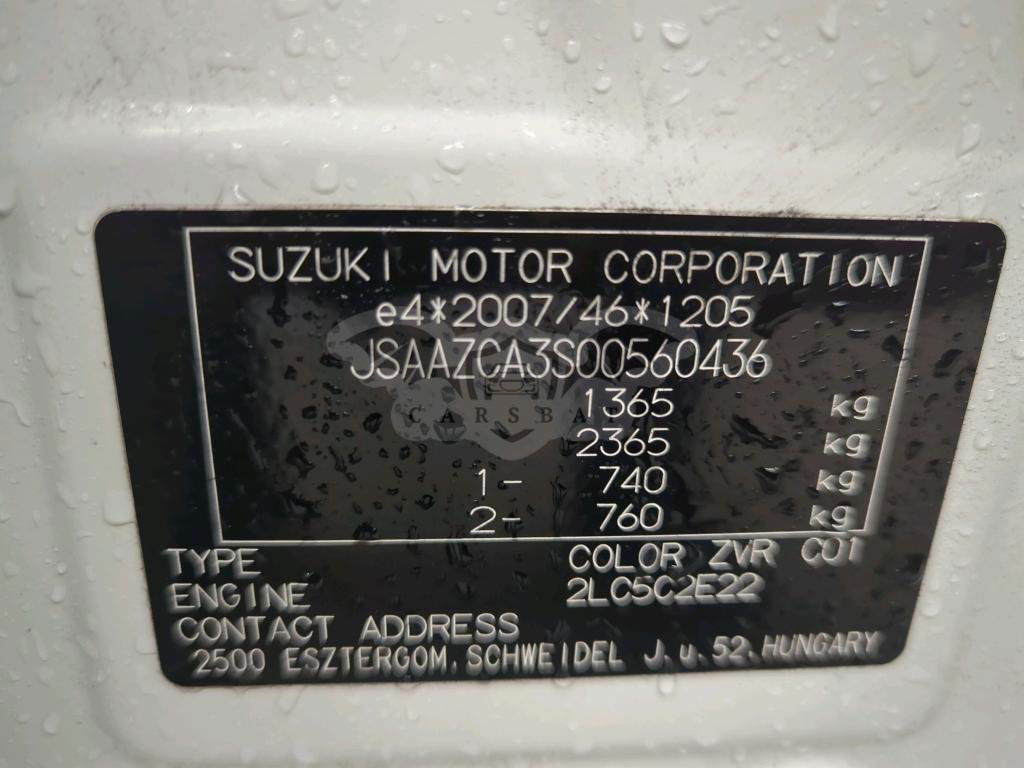 SUZUKI MOTOR CORPORATION
e4*2007/46*1205
JSAAZCA3S00560436
1365 kg
2365 kg
1- 740 kg
2- 760 kg
TYPE COLOR ZVR C01
ENGINE 2LC5C2E22
CONTACT ADDRESS
2500 ESZTERGOM. SCHWEIDEL J. u. 52. HUNGARY